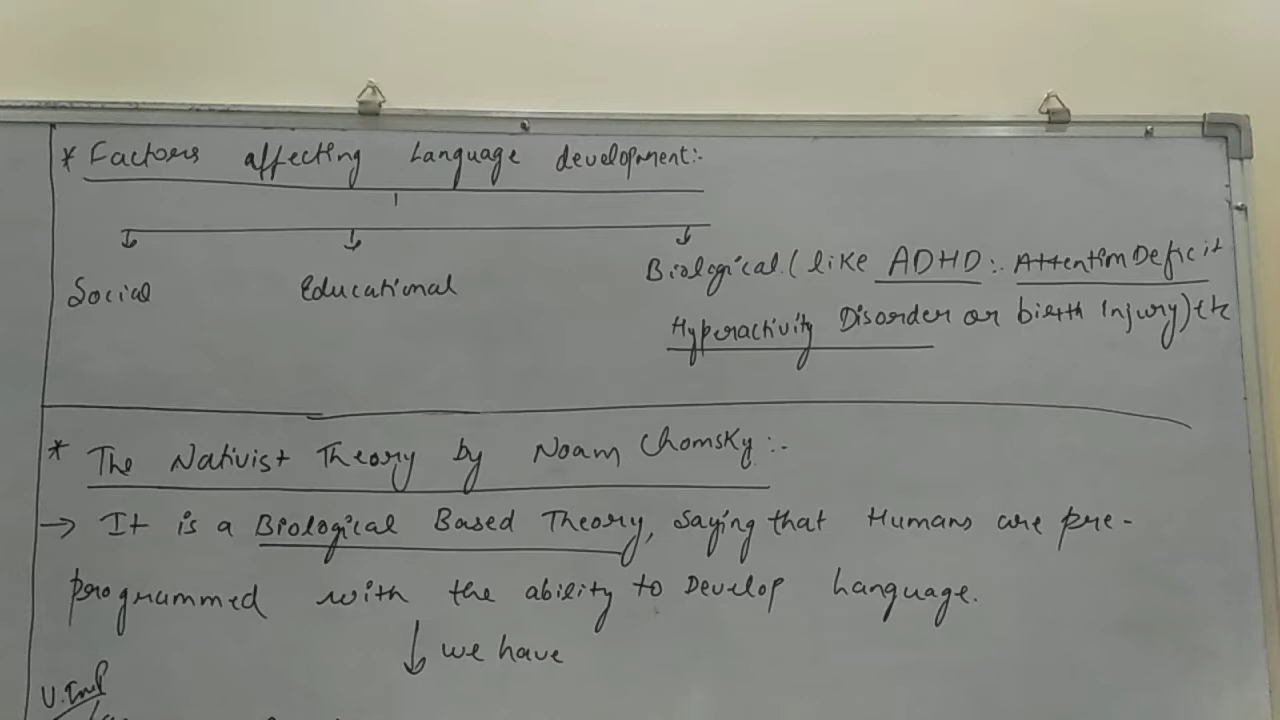 * Factors affecting Language development:-
Social Educational Biological (like ADHD:- Attention Deficit
Hyperactivity Disorder or birth Injury) etc
* The Nativist Theory by Noam Chomsky:-
→ It is a Biological Based Theory, saying that Humans are pre-
programmed with the ability to Develop Language.
↓ we have
V. Imp